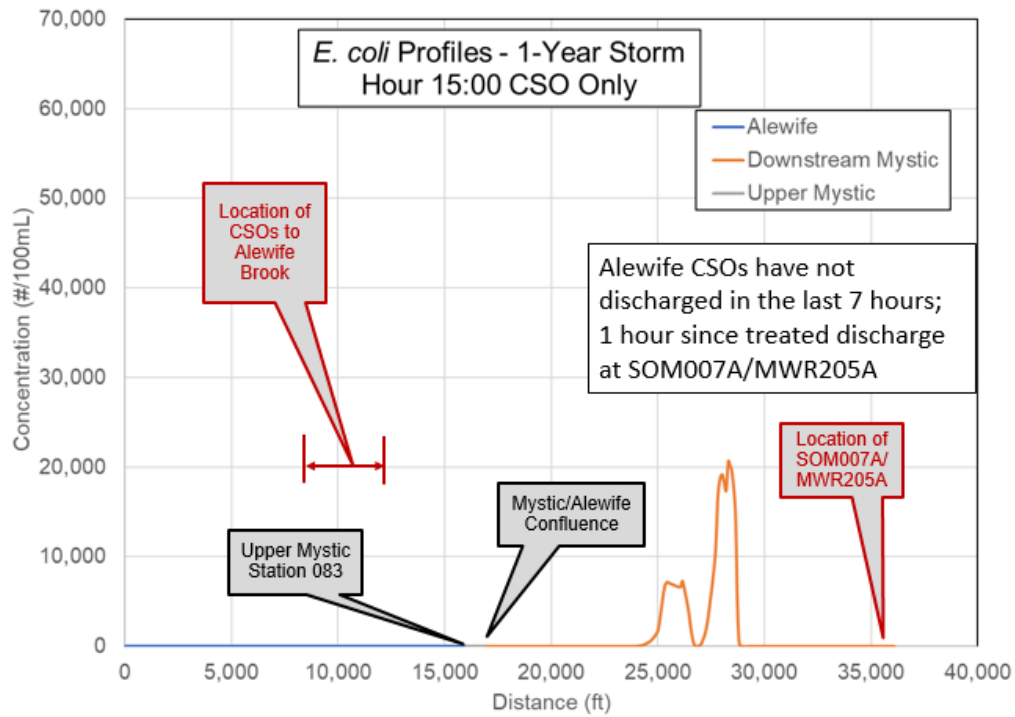 E. coli Profiles - 1-Year Storm
Hour 15:00 CSO Only
Alewife
Downstream Mystic
Upper Mystic
Location of
CSOs to
Alewife
Brook
Alewife CSOs have not
discharged in the last 7 hours;
1 hour since treated discharge
at SOM007A/MWR205A
Location of
SOM007A/
MWR205A
Mystic/Alewife
Confluence
Upper Mystic
Station 083
Concentration (#/100mL)
70,000
60,000
50,000
40,000
30,000
20,000
10,000
0
0
5,000
10,000
15,000
20,000
25,000
30,000
35,000
40,000
Distance (ft)